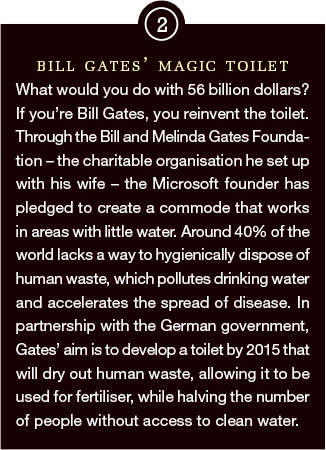 2
BILL GATES’ MAGIC TOILET
What would you do with 56 billion dollars?
If you’re Bill Gates, you reinvent the toilet.
Through the Bill and Melinda Gates Founda-
tion – the charitable organisation he set up
with his wife – the Microsoft founder has
pledged to create a commode that works
in areas with little water. Around 40% of the
world lacks a way to hygienically dispose of
human waste, which pollutes drinking water
and accelerates the spread of disease. In
partnership with the German government,
Gates’ aim is to develop a toilet by 2015 that
will dry out human waste, allowing it to be
used for fertiliser, while halving the number
of people without access to clean water.